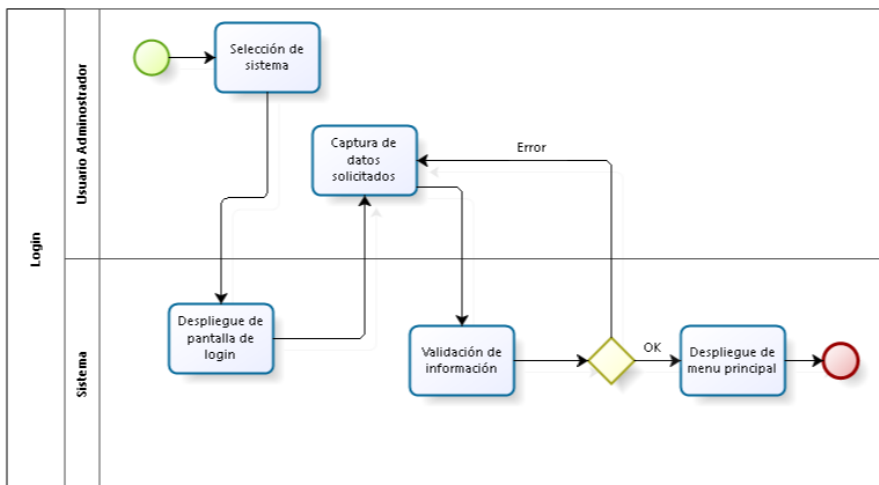 Login
Usuario Adminostrador
Selección de
sistema
Captura de
datos
solicitados
Error
Sistema
Despliegue de
pantalla de
login
Validación de
información
OK
Despliegue de
menu principal